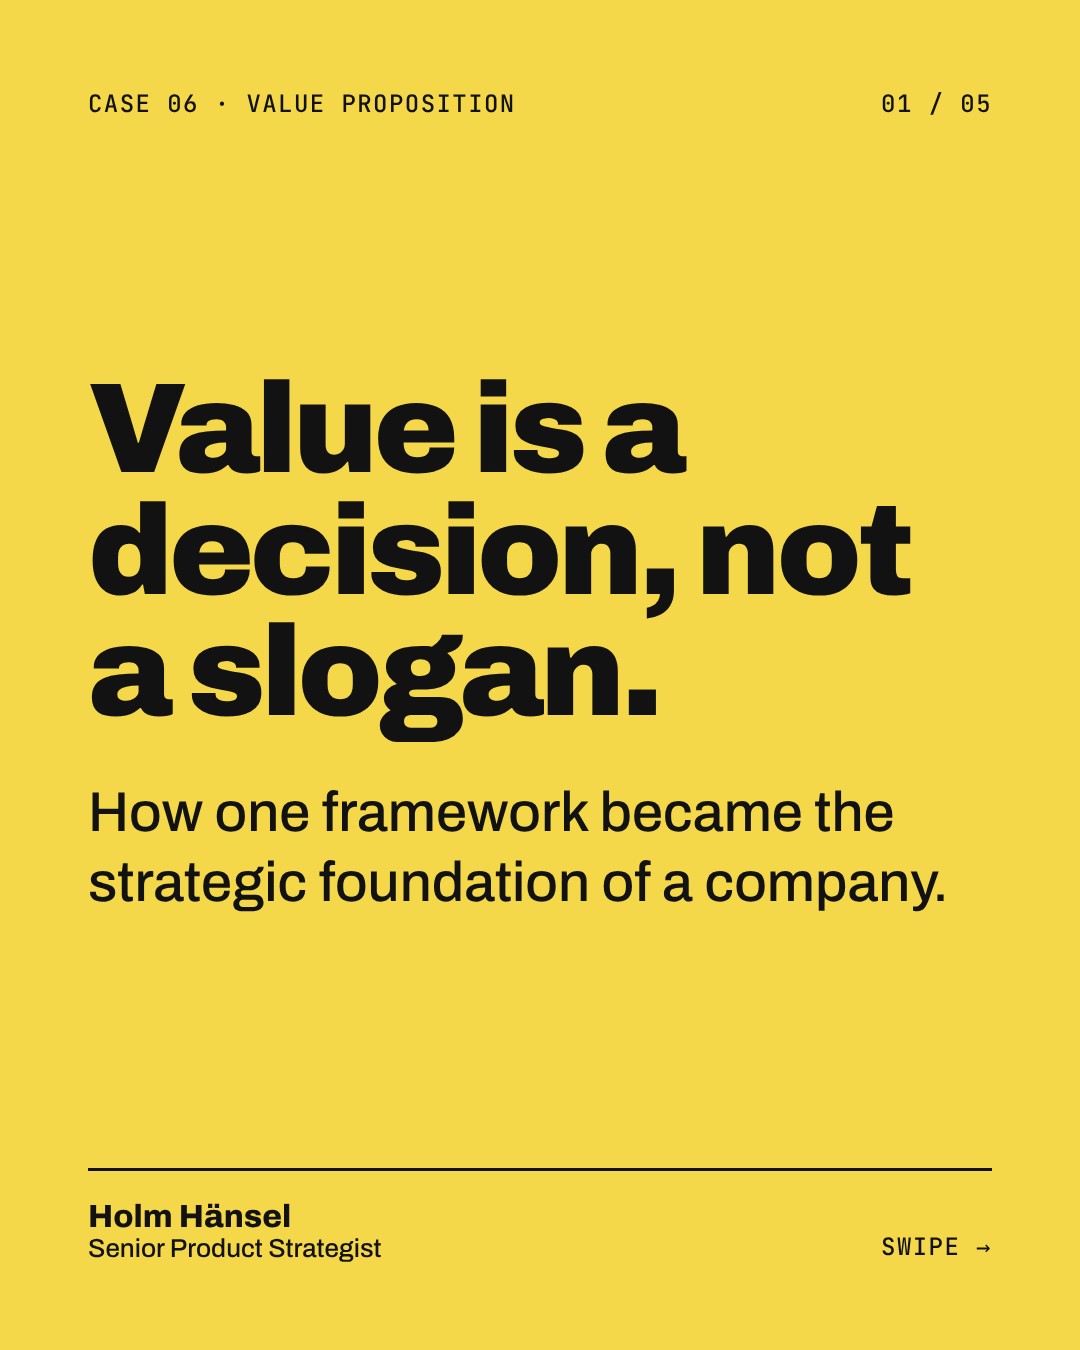 CASE 06 · VALUE PROPOSITION
01 / 05
Value is a
decision, not
a slogan.
How one framework became the
strategic foundation of a company.
Holm Hänsel
Senior Product Strategist
SWIPE →